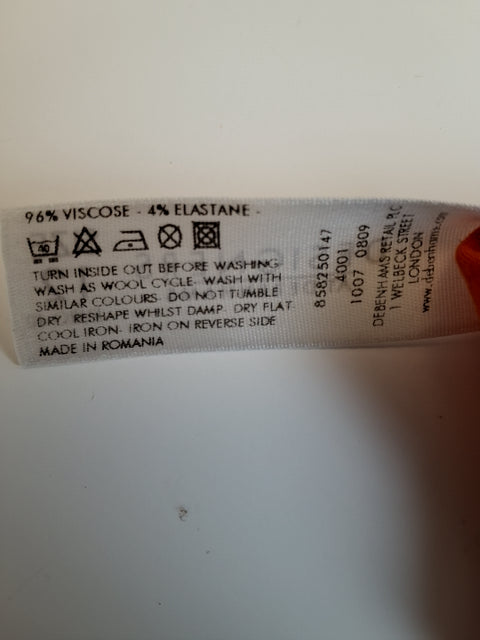 96% VISCOSE - 4% ELASTANE -
40
TURN INSIDE OUT BEFORE WASHING-
WASH AS WOOL CYCLE- WASH WITH
SIMILAR COLOURS- DO NOT TUMBLE
DRY- RESHAPE WHILST DAMP- DRY FLAT-
COOL IRON- IRON ON REVERSE SIDE
MADE IN ROMANIA
858250147
4001
1007 0809
DEBENHAMS RETAIL PLC
1 WELBECK STREET
LONDON